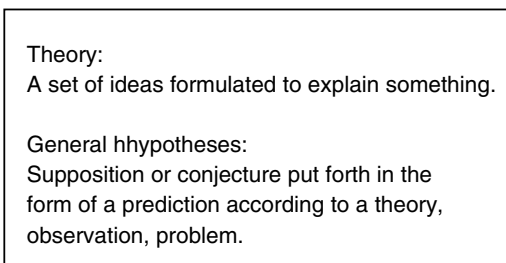 Theory:
A set of ideas formulated to explain something.
General hhypotheses:
Supposition or conjecture put forth in the
form of a prediction according to a theory,
observation, problem.